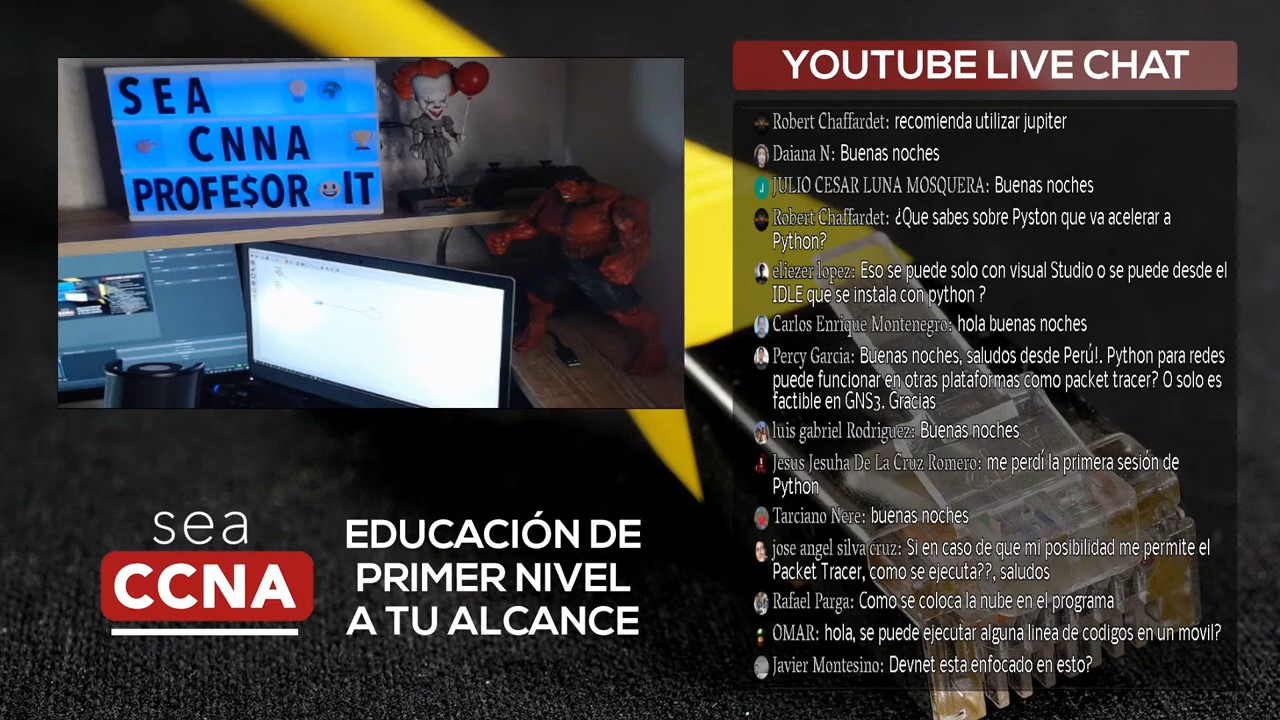 SEA
CNNA
PROFE$OR IT
YOUTUBE LIVE CHAT
Robert Chaffardet: recomienda utilizar jupiter
Daiana N: Buenas noches
J
JULIO CESAR LUNA MOSQUERA: Buenas noches
Robert Chaffardet: ¿Que sabes sobre Pyston que va acelerar a
Python?
eliezer lopez: Eso se puede solo con visual Studio o se puede desde el
IDLE que se instala con python ?
Carlos Enrique Montenegro: hola buenas noches
Percy Garcia: Buenas noches, saludos desde Perú!. Python para redes
puede funcionar en otras plataformas como packet tracer? O solo es
factible en GNS3. Gracias
luis gabriel Rodriguez: Buenas noches
Jesus Jesuha De La Cruz Romero: me perdí la primera sesión de
Python
Tarciano Nere: buenas noches
jose angel silva cruz: Si en caso de que mi posibilidad me permite el
Packet Tracer, como se ejecuta??, saludos
Rafael Parga: Como se coloca la nube en el programa
OMAR: hola, se puede ejecutar alguna linea de codigos en un movil?
Javier Montesino: Devnet esta enfocado en esto?
sea
CCNA
EDUCACIÓN DE
PRIMER NIVEL
A TU ALCANCE